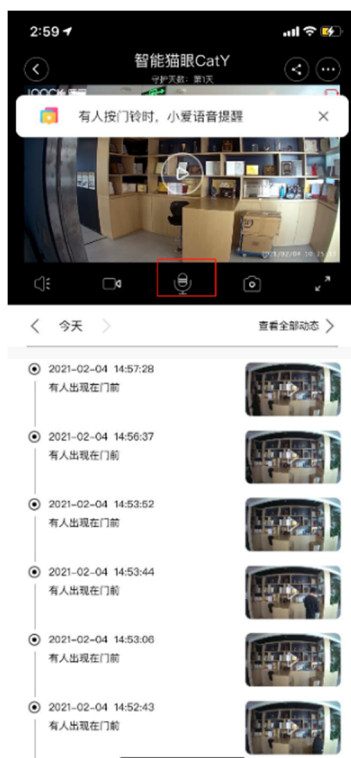 2:59
智能猫眼CatY
守护天数：第1天
有人按门铃时，小爱语音提醒
今天
查看全部动态
2021-02-04 14:57:28
有人出现在门前
2021-02-04 14:56:37
有人出现在门前
2021-02-04 14:53:52
有人出现在门前
2021-02-04 14:53:44
有人出现在门前
2021-02-04 14:53:06
有人出现在门前
2021-02-04 14:52:43
有人出现在门前